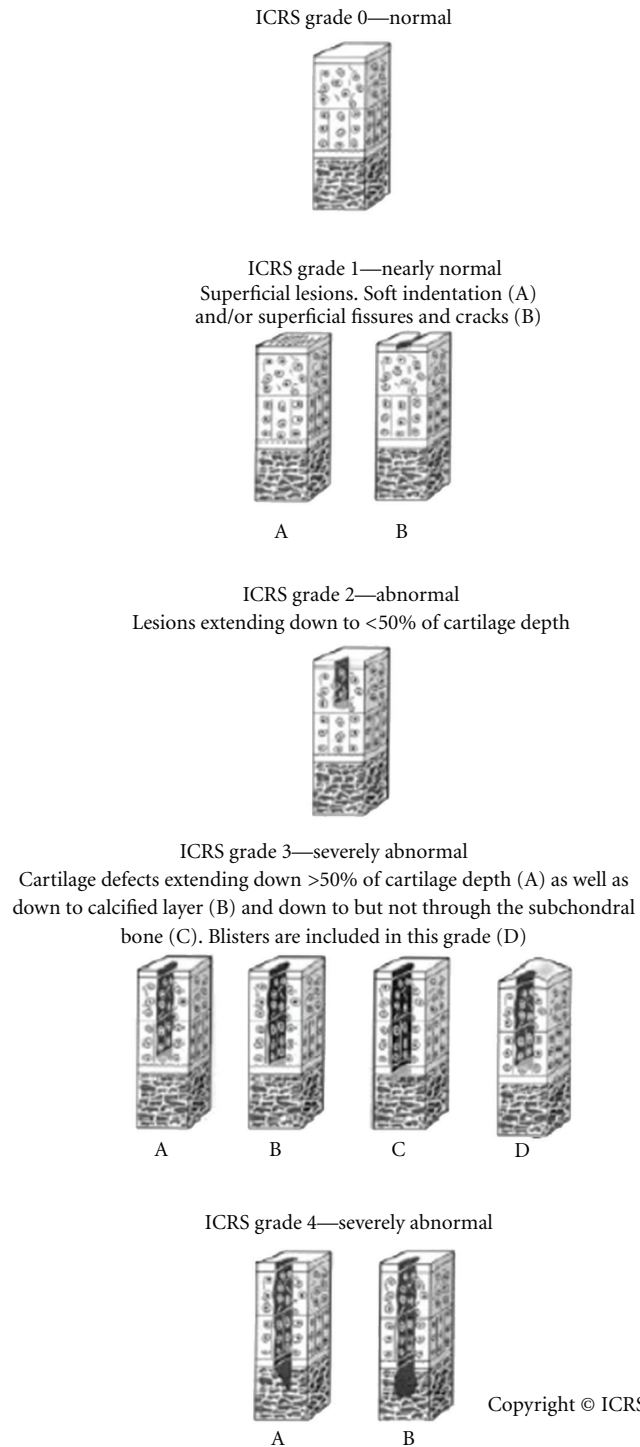 ICRS grade 0—normal
ICRS grade 1—nearly normal
Superficial lesions. Soft indentation (A)
and/or superficial fissures and cracks (B)
A B
ICRS grade 2—abnormal
Lesions extending down to <50% of cartilage depth
ICRS grade 3—severely abnormal
Cartilage defects extending down >50% of cartilage depth (A) as well as
down to calcified layer (B) and down to but not through the subchondral
bone (C). Blisters are included in this grade (D)
A B C D
ICRS grade 4—severely abnormal
Copyright © ICRS
A B